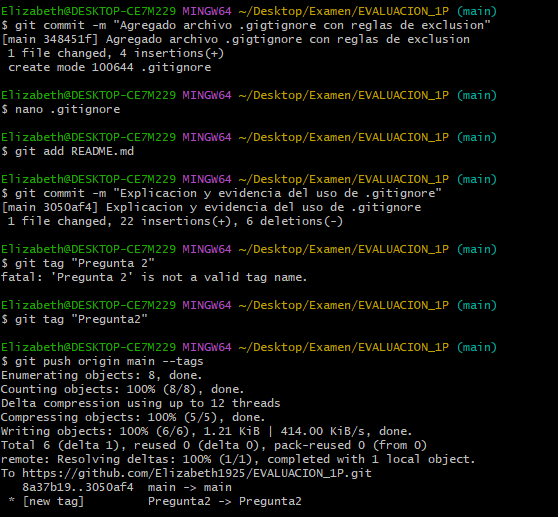 Elizabeth@DESKTOP-CE7M229 MINGW64 ~/Desktop/Examen/EVALUACION_1P (main)
$ git commit -m "Agregado archivo .gigtignore con reglas de exclusion"
[main 348451f] Agregado archivo .gigtignore con reglas de exclusion
 1 file changed, 4 insertions(+)
 create mode 100644 .gitignore

Elizabeth@DESKTOP-CE7M229 MINGW64 ~/Desktop/Examen/EVALUACION_1P (main)
$ nano .gitignore

Elizabeth@DESKTOP-CE7M229 MINGW64 ~/Desktop/Examen/EVALUACION_1P (main)
$ git add README.md

Elizabeth@DESKTOP-CE7M229 MINGW64 ~/Desktop/Examen/EVALUACION_1P (main)
$ git commit -m "Explicacion y evidencia del uso de .gitignore"
[main 3050af4] Explicacion y evidencia del uso de .gitignore
 1 file changed, 22 insertions(+), 6 deletions(-)

Elizabeth@DESKTOP-CE7M229 MINGW64 ~/Desktop/Examen/EVALUACION_1P (main)
$ git tag "Pregunta 2"
fatal: 'Pregunta 2' is not a valid tag name.

Elizabeth@DESKTOP-CE7M229 MINGW64 ~/Desktop/Examen/EVALUACION_1P (main)
$ git tag "Pregunta2"

Elizabeth@DESKTOP-CE7M229 MINGW64 ~/Desktop/Examen/EVALUACION_1P (main)
$ git push origin main --tags
Enumerating objects: 8, done.
Counting objects: 100% (8/8), done.
Delta compression using up to 12 threads
Compressing objects: 100% (5/5), done.
Writing objects: 100% (6/6), 1.21 KiB | 414.00 KiB/s, done.
Total 6 (delta 1), reused 0 (delta 0), pack-reused 0 (from 0)
remote: Resolving deltas: 100% (1/1), completed with 1 local object.
To https://github.com/Elizabeth1925/EVALUACION_1P.git
   8a37b19..3050af4  main -> main
 * [new tag]         Pregunta2 -> Pregunta2